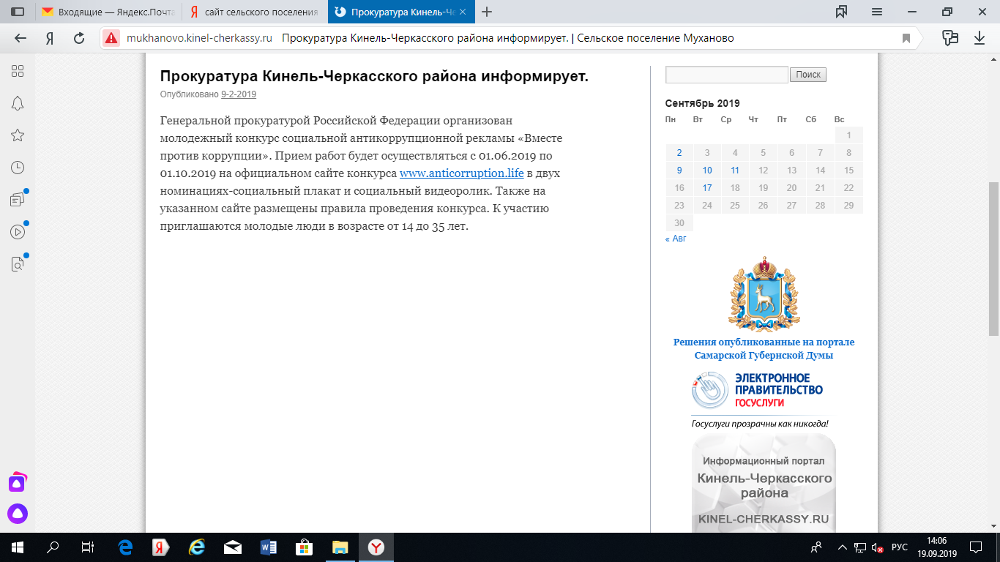 Входящие — Яндекс.Почта
сайт сельского поселения
Прокуратура Кинель-Че
mukhanovo.kinel-cherkassy.ru Прокуратура Кинель-Черкасского района информирует. | Сельское поселение Муханово
Прокуратура Кинель-Черкасского района информирует.
Опубликовано 9-2-2019
Генеральной прокуратурой Российской Федерации организован
молодежный конкурс социальной антикоррупционной рекламы «Вместе
против коррупции». Прием работ будет осуществляться с 01.06.2019 по
01.10.2019 на официальном сайте конкурса www.anticorruption.life в двух
номинациях-социальный плакат и социальный видеоролик. Также на
указанном сайте размещены правила проведения конкурса. К участию
приглашаются молодые люди в возрасте от 14 до 35 лет.
Поиск
Сентябрь 2019
Пн Вт Ср Чт Пт Сб Вс
1
2 3 4 5 6 7 8
9 10 11 12 13 14 15
16 17 18 19 20 21 22
23 24 25 26 27 28 29
30
« Авг
Решения опубликованные на портале
Самарской Губернской Думы
ЭЛЕКТРОННОЕ
ПРАВИТЕЛЬСТВО
ГОСУСЛУГИ
Госуслуги прозрачны как никогда!
Информационный портал
Кинель-Черкасского
района
KINEL-CHERKASSY.RU
РУС
14:06
19.09.2019